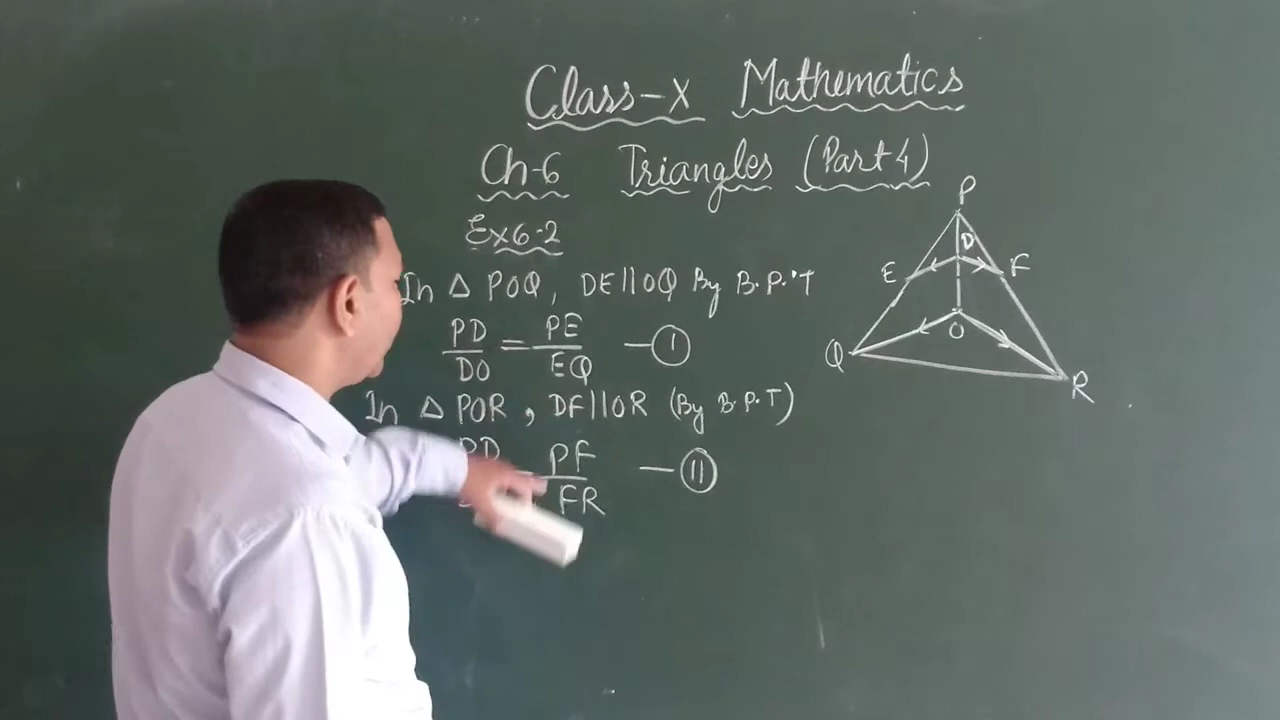 Class-X Mathematics
Ch-6 Triangles (Part 4)
Ex 6.2
In △ POQ, DE||OQ By B.P.T
PD/DO = PE/EQ — (I)
In △ POR, DF||OR (By B.P.T)
PD = PF/FR — (II)
P
D
E F
O
Q
R